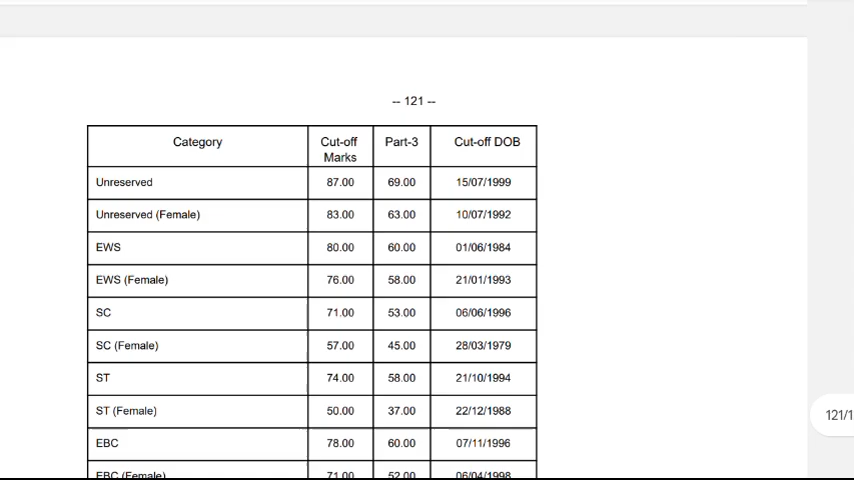 -- 121 --
Category Cut-off Marks Part-3 Cut-off DOB
Unreserved 87.00 69.00 15/07/1999
Unreserved (Female) 83.00 63.00 10/07/1992
EWS 80.00 60.00 01/06/1984
EWS (Female) 76.00 58.00 21/01/1993
SC 71.00 53.00 06/06/1996
SC (Female) 57.00 45.00 28/03/1979
ST 74.00 58.00 21/10/1994
ST (Female) 50.00 37.00 22/12/1988
121/1
EBC 78.00 60.00 07/11/1996
EBC (Female) 71.00 52.00 06/04/1998